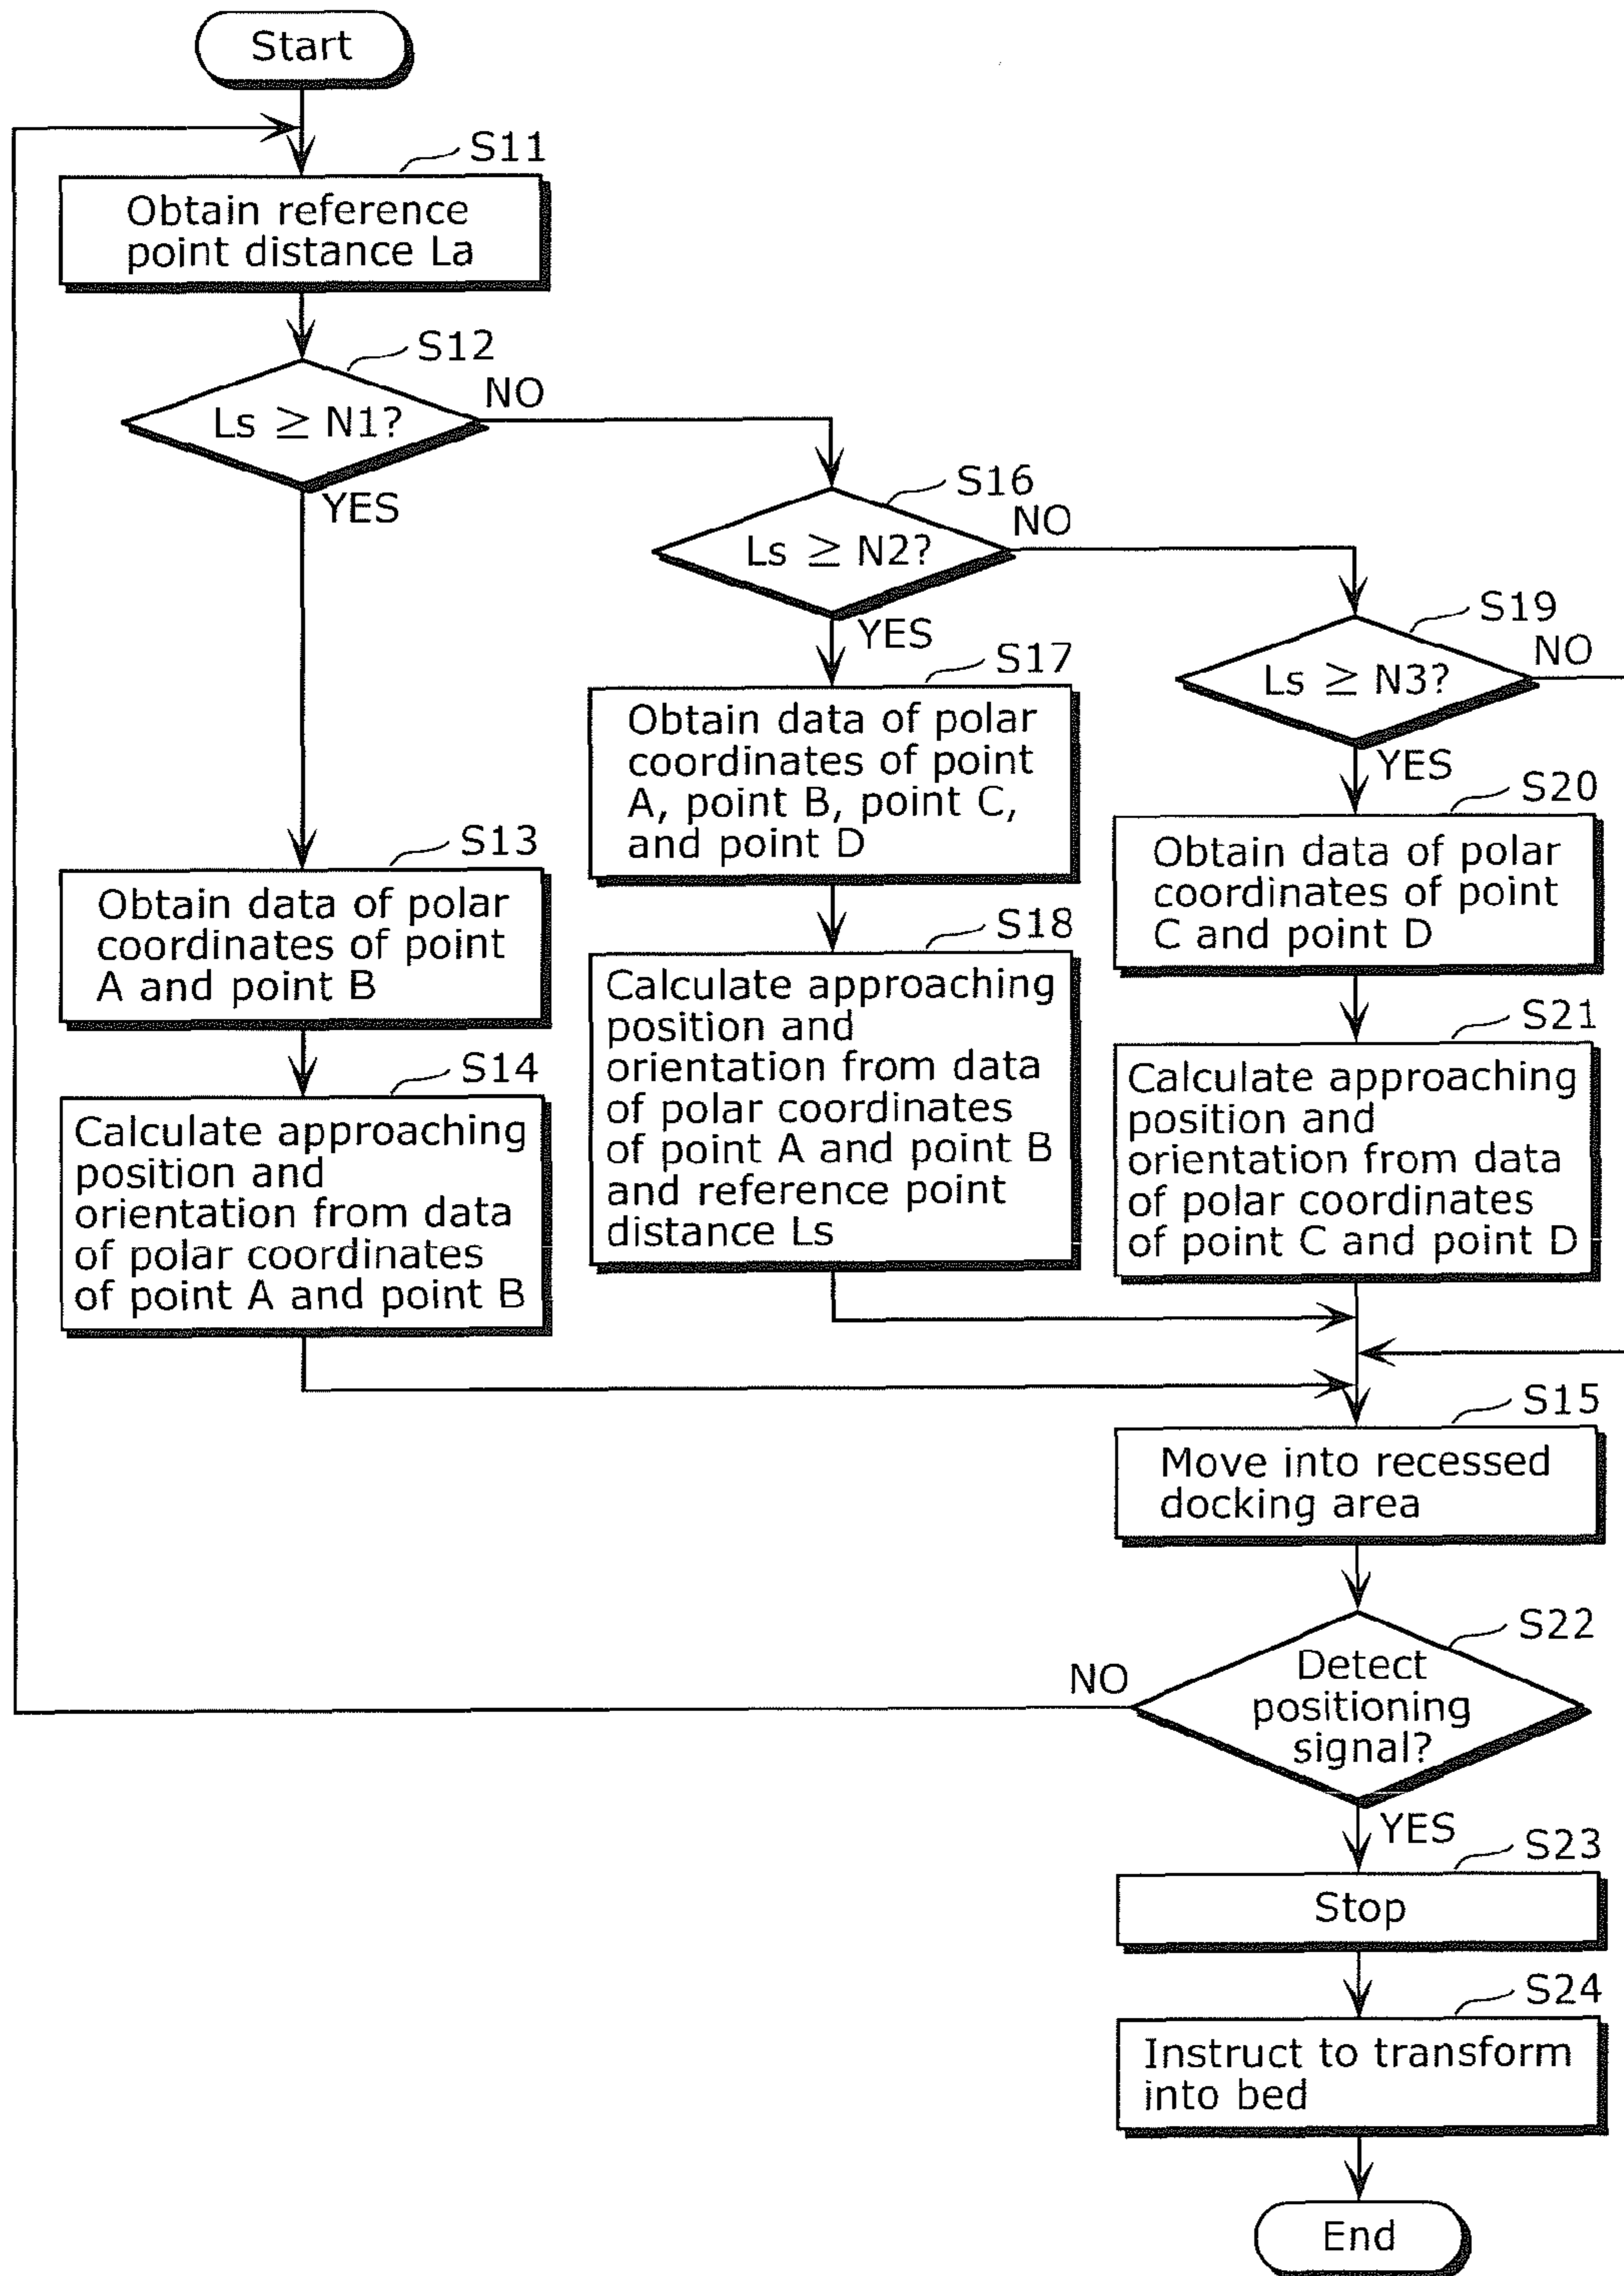 Start
S11
Obtain reference
point distance La
S12
Ls ≥ N1?
NO
YES
S16
Ls ≥ N2?
NO
YES
S19
Ls ≥ N3?
NO
YES
S13
Obtain data of polar
coordinates of point
A and point B
S14
Calculate approaching
position and
orientation from data
of polar coordinates
of point A and point B
S17
Obtain data of polar
coordinates of point
A, point B, point C,
and point D
S18
Calculate approaching
position and
orientation from data
of polar coordinates
of point A and point B
and reference point
distance Ls
S20
Obtain data of polar
coordinates of point
C and point D
S21
Calculate approaching
position and
orientation from data
of polar coordinates
of point C and point D
S15
Move into recessed
docking area
S22
Detect
positioning
signal?
NO
YES
S23
Stop
S24
Instruct to transform
into bed
End